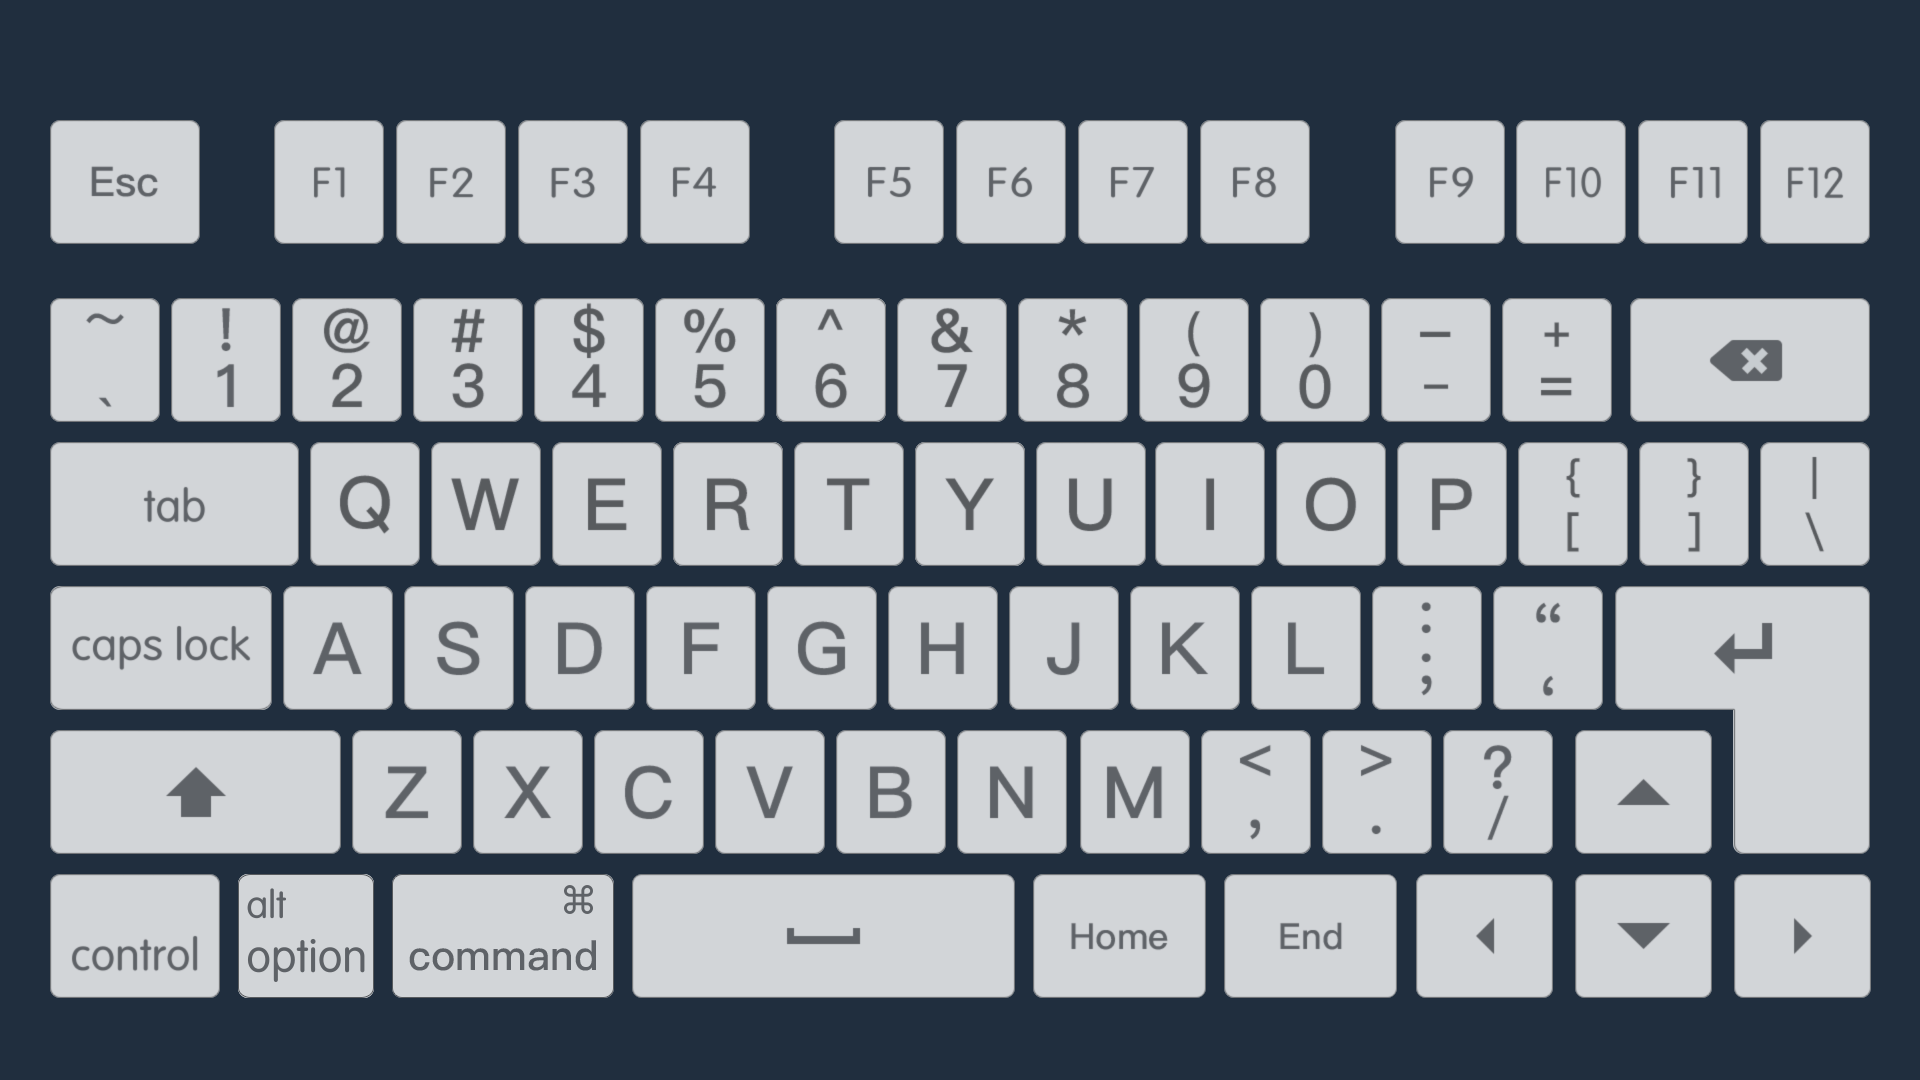 Esc F1 F2 F3 F4 F5 F6 F7 F8 F9 F10 F11 F12
~ ! @ # $ % ^ & * ( ) — +
` 1 2 3 4 5 6 7 8 9 0 - =
tab Q W E R T Y U I O P { } |
[ ] \
caps lock A S D F G H J K L : “
; ‘
Z X C V B N M < > ?
, . /
alt ⌘
control option command Home End